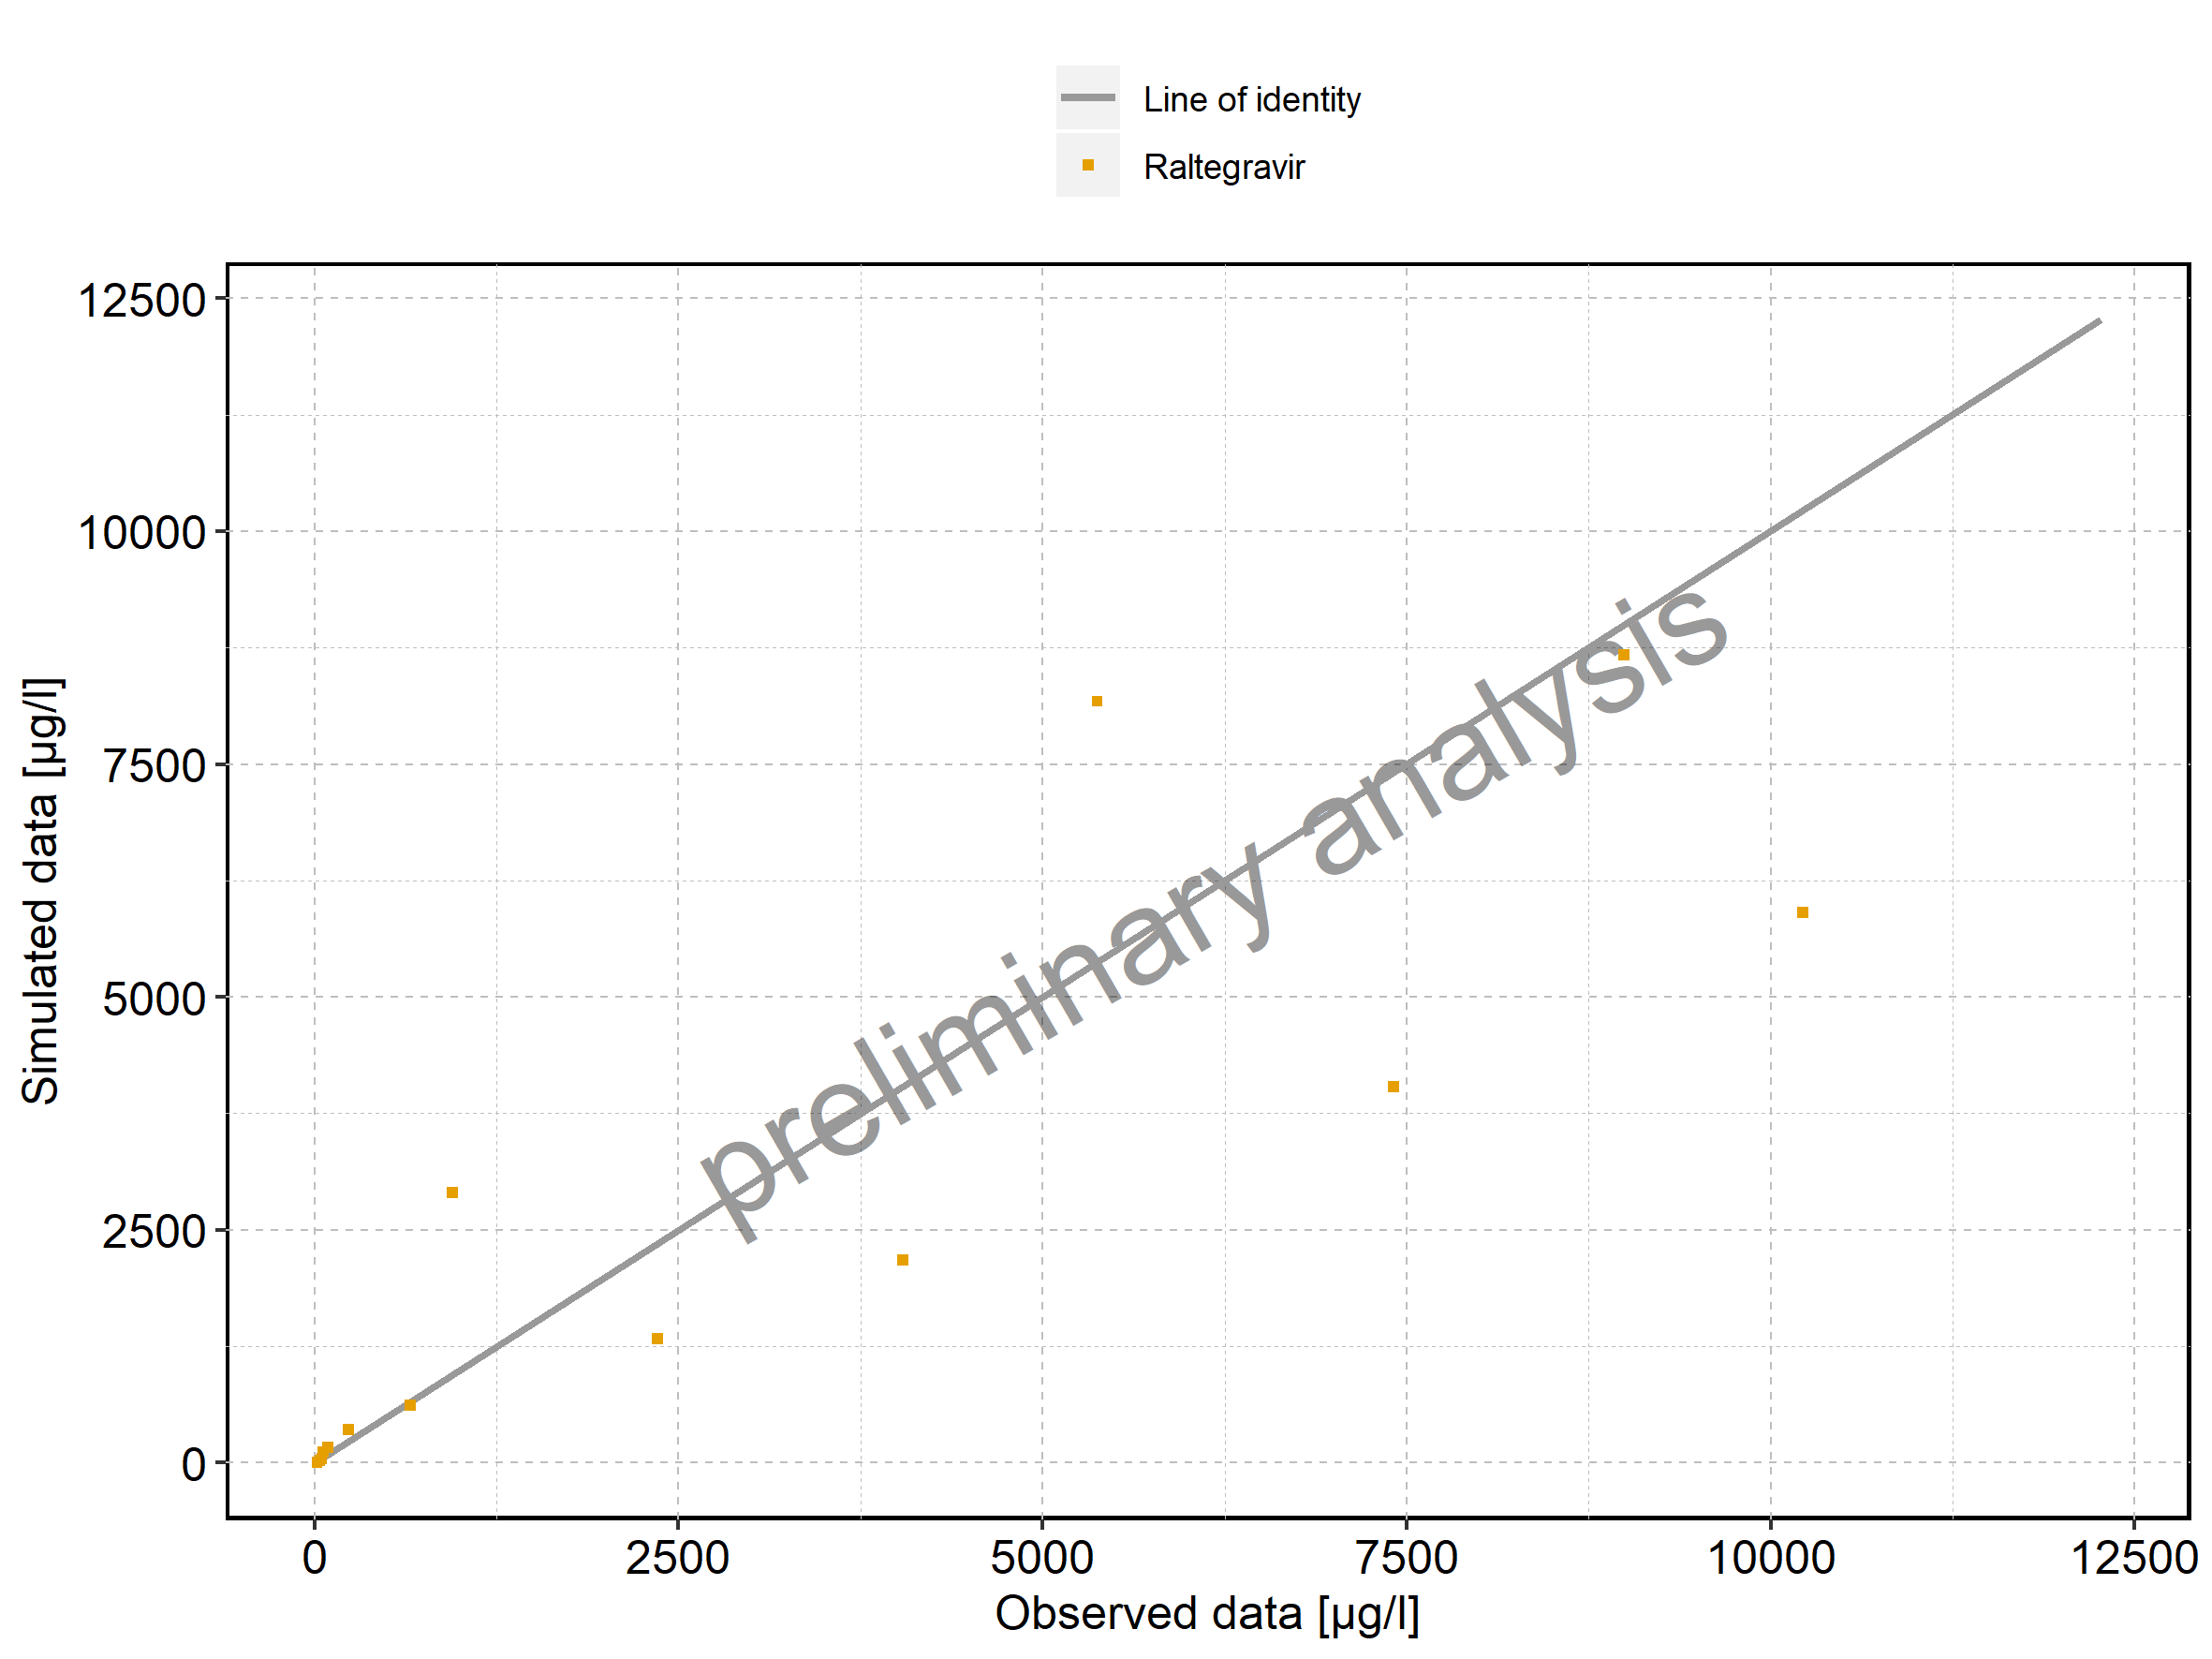 Line of identity
Raltegravir
12500
10000
7500
5000
2500
0
Simulated data [µg/l]
preliminary analysis
0 2500 5000 7500 10000 12500
Observed data [µg/l]